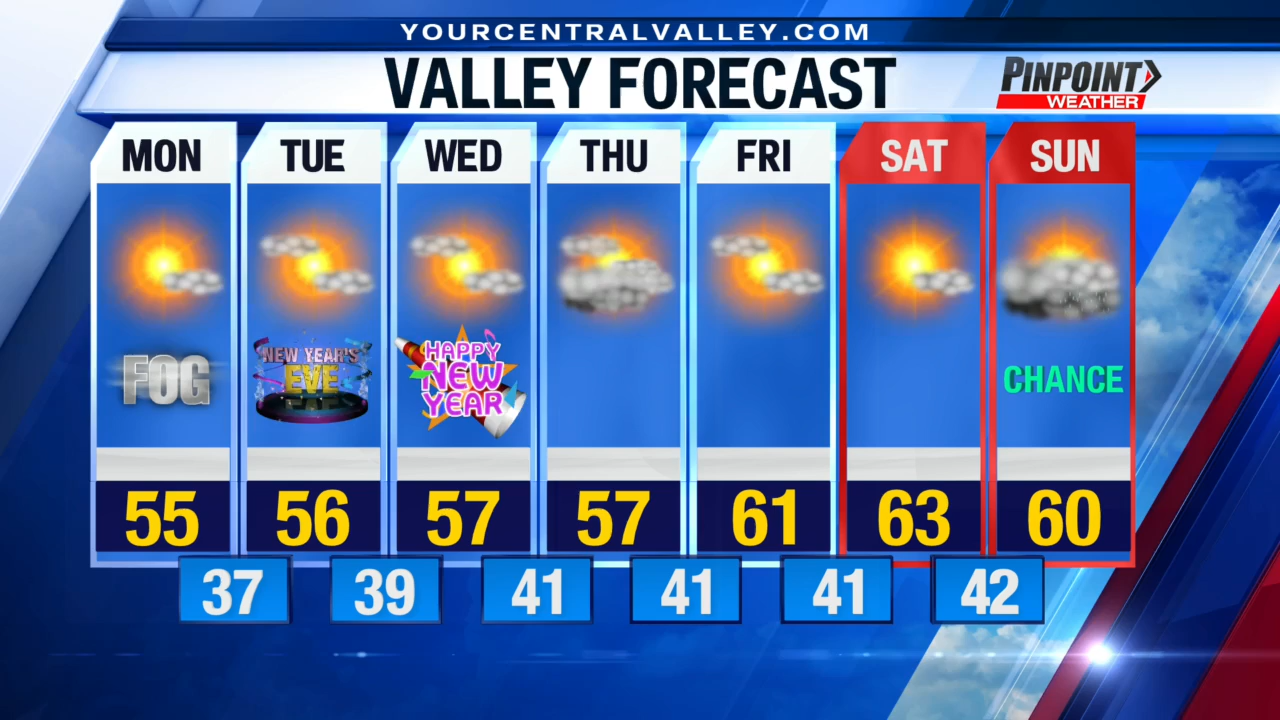 YOURCENTRALVALLEY.COM
VALLEY FORECAST
PINPOINT
WEATHER
MON TUE WED THU FRI SAT SUN
FOG
NEW YEAR'S
EVE
HAPPY
NEW
YEAR
CHANCE
55 56 57 57 61 63 60
37 39 41 41 41 42